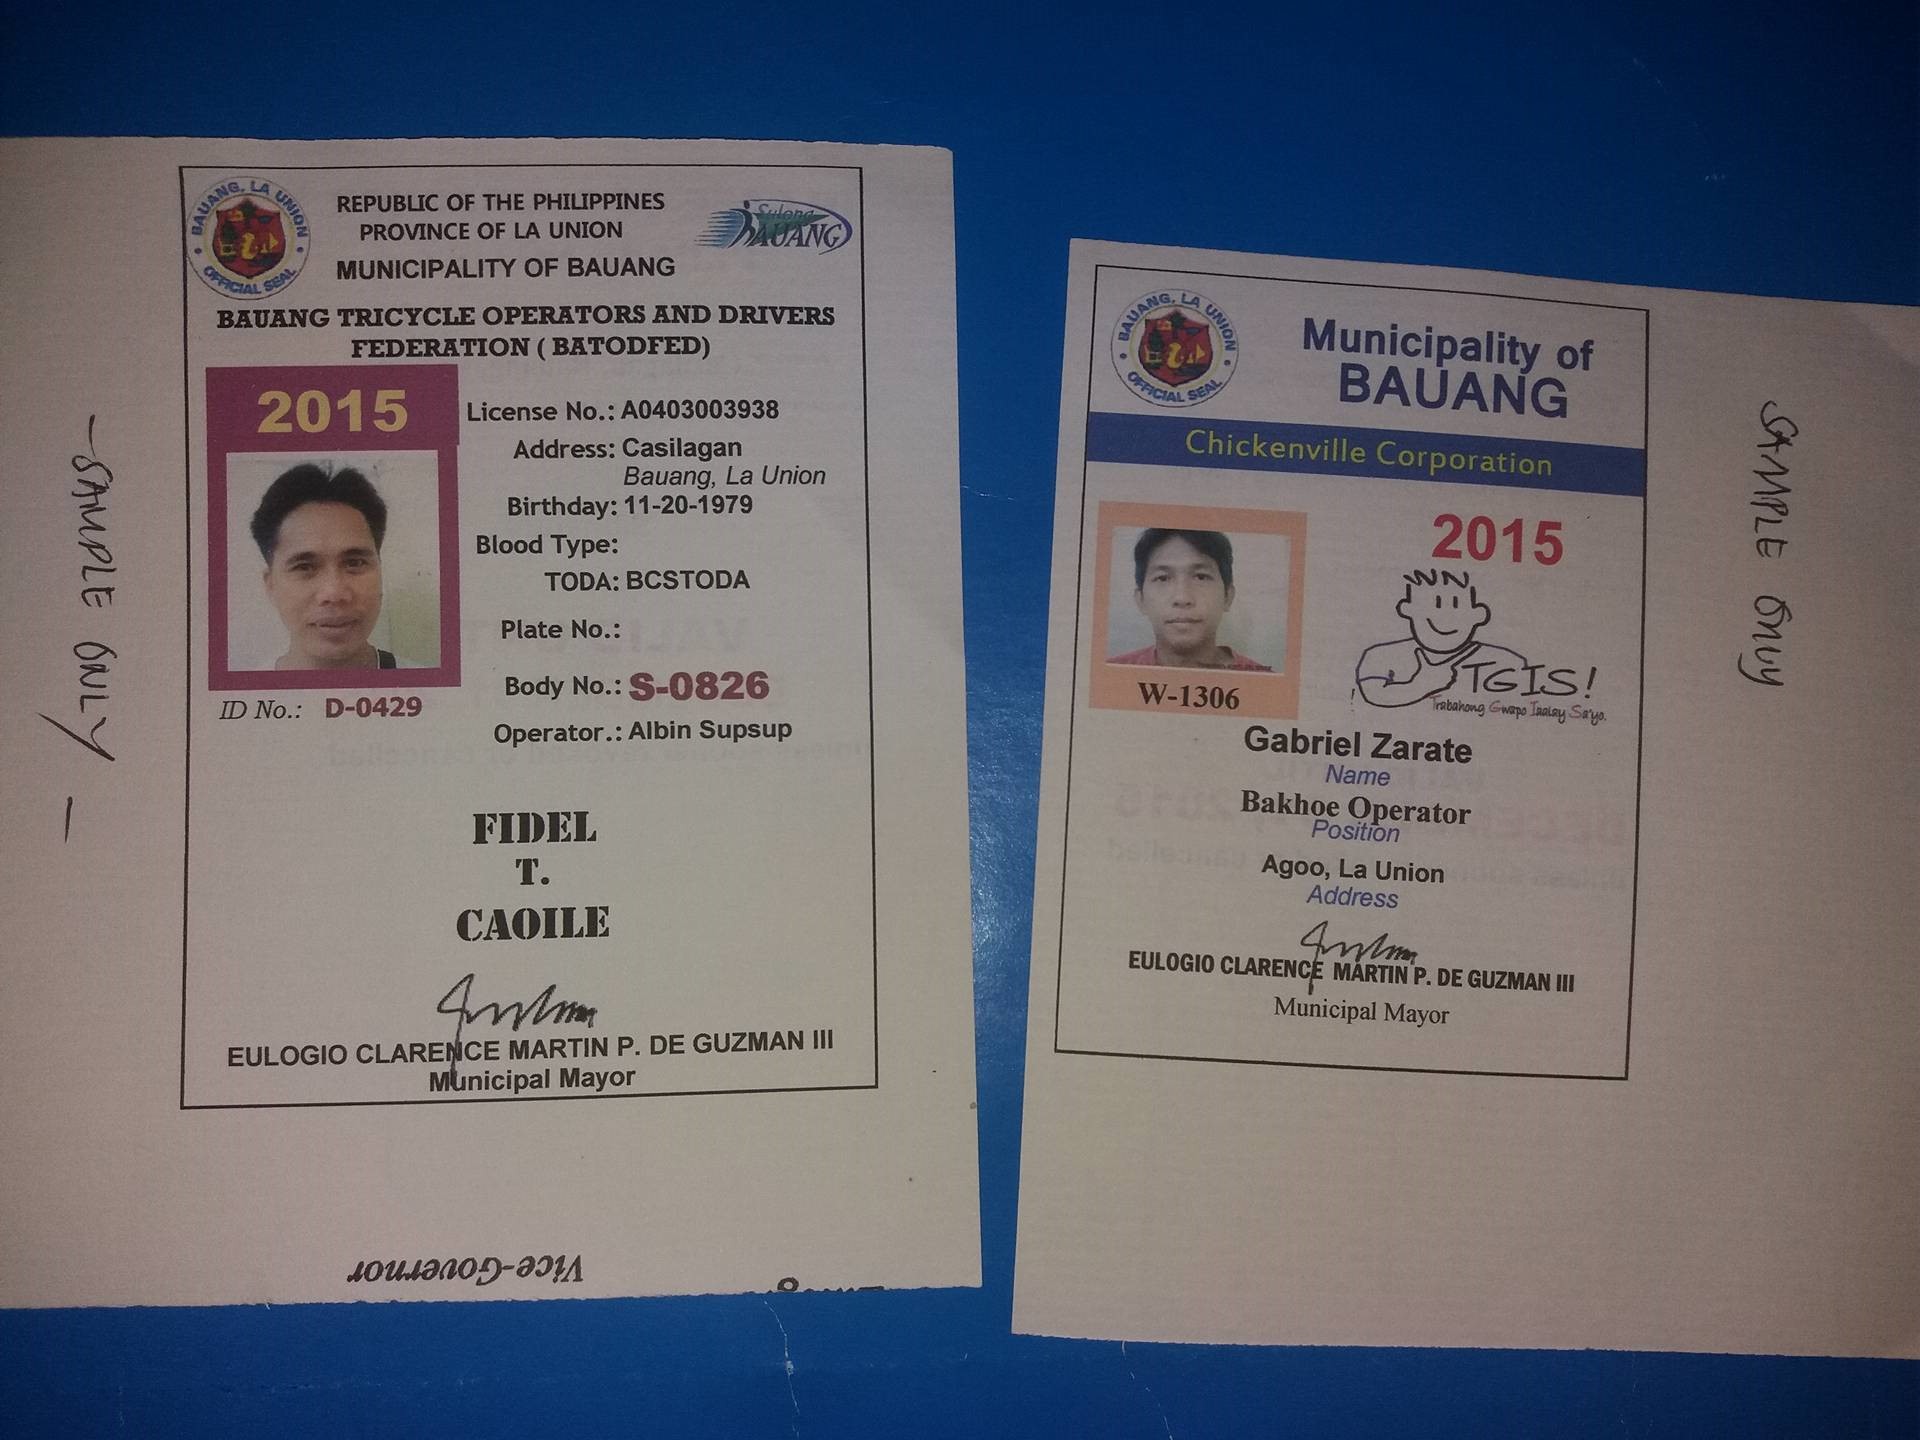 - SAMPLE ONLY -
BAUANG, LA UNION
OFFICIAL SEAL
REPUBLIC OF THE PHILIPPINES
PROVINCE OF LA UNION
MUNICIPALITY OF BAUANG
Sulong
BAUANG
BAUANG TRICYCLE OPERATORS AND DRIVERS
FEDERATION ( BATODFED)
2015
License No.: A0403003938
Address: Casilagan
Bauang, La Union
Birthday: 11-20-1979
Blood Type:
TODA: BCSTODA
Plate No.:
Body No.: S-0826
Operator.: Albin Supsup
ID No.: D-0429
FIDEL
T.
CAOILE
EULOGIO CLARENCE MARTIN P. DE GUZMAN III
Municipal Mayor
Vice-Governor
BAUANG, LA UNION
OFFICIAL SEAL
Municipality of
BAUANG
Chickenville Corporation
2015
W-1306
TGIS!
Trabahong Gwapo Iaalay Sa'yo.
Gabriel Zarate
Name
Bakhoe Operator
Position
Agoo, La Union
Address
EULOGIO CLARENCE MARTIN P. DE GUZMAN III
Municipal Mayor
SAMPLE ONLY